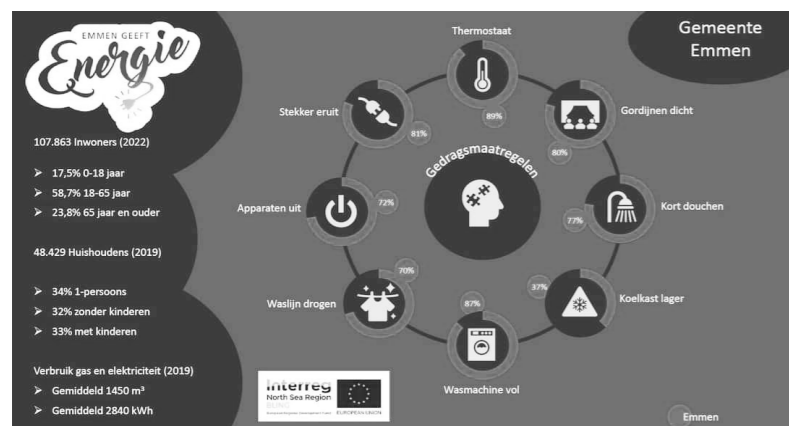 EMMEN GEEFT
Energie
107.863 Inwoners (2022)
17,5% 0-18 jaar
58,7% 18-65 jaar
23,8% 65 jaar en ouder
48.429 Huishoudens (2019)
34% 1-persoons
32% zonder kinderen
33% met kinderen
Verbruik gas en elektriciteit (2019)
Gemiddeld 1450 m³
Gemiddeld 2840 kWh
Gemeente
Emmen
Thermostaat
89%
Gordijnen dicht
80%
Kort douchen
77%
Koelkast lager
37%
Wasmachine vol
87%
Waslijn drogen
70%
Apparaten uit
72%
Stekker eruit
81%
Gedragsmaatregelen
Interreg
North Sea Region
EUROPEAN UNION
Emmen